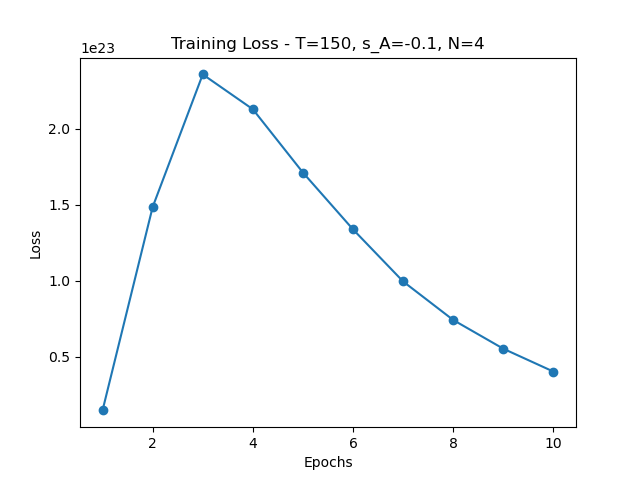 Training Loss - T=150, s_A=-0.1, N=4
1e23
2.0
1.5
1.0
0.5
Loss
2 4 6 8 10
Epochs